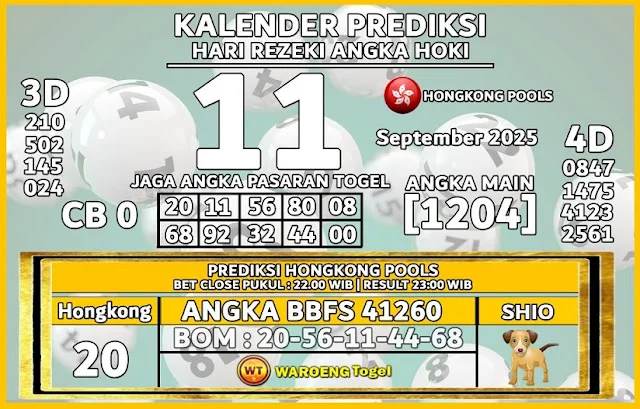 KALENDER PREDIKSI
HARI REZEKI ANGKA HOKI
3D
210
502
145
024
11
HONGKONG POOLS
September 2025
4D
0847
1475
4123
2561
JAGA ANGKA PASARAN TOGEL
ANGKA MAIN
[1204]
CB 0
20 11 56 80 08
68 92 32 44 00
PREDIKSI HONGKONG POOLS
BET CLOSE PUKUL : 22.00 WIB | RESULT 23:00 WIB
Hongkong
20
ANGKA BBFS 41260
BOM : 20-56-11-44-68
WT WAROENG Togel
SHIO